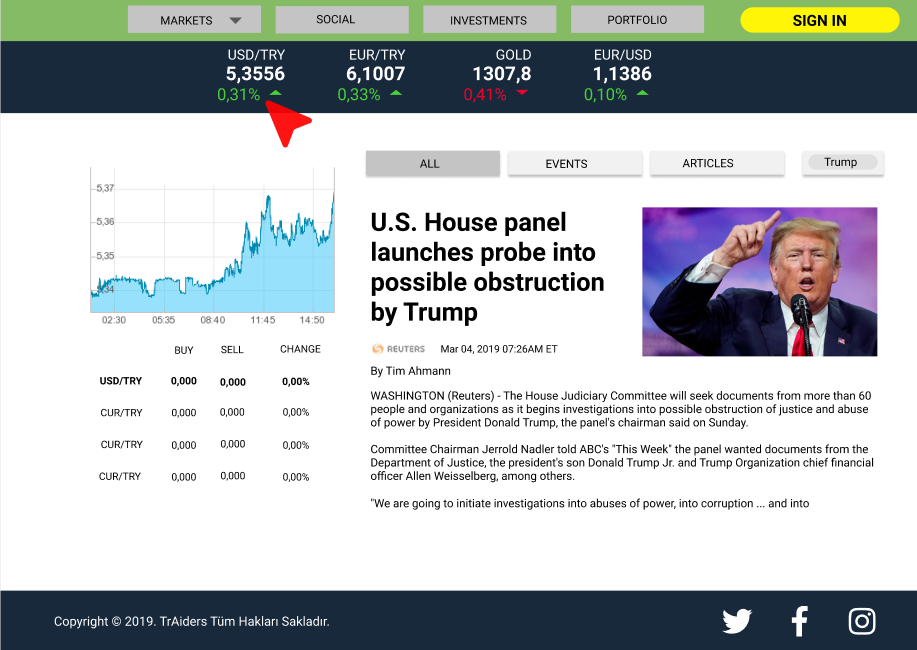 MARKETS SOCIAL INVESTMENTS PORTFOLIO SIGN IN
USD/TRY EUR/TRY GOLD EUR/USD
5,3556 6,1007 1307,8 1,1386
0,31% 0,33% 0,41% 0,10%
ALL EVENTS ARTICLES Trump
5,37
5,36
5,35
5,34
02:30 05:35 08:40 11:45 14:50
BUY SELL CHANGE
USD/TRY 0,000 0,000 0,00%
CUR/TRY 0,000 0,000 0,00%
CUR/TRY 0,000 0,000 0,00%
CUR/TRY 0,000 0,000 0,00%
U.S. House panel
launches probe into
possible obstruction
by Trump
REUTERS Mar 04, 2019 07:26AM ET
By Tim Ahmann
WASHINGTON (Reuters) - The House Judiciary Committee will seek documents from more than 60
people and organizations as it begins investigations into possible obstruction of justice and abuse
of power by President Donald Trump, the panel's chairman said on Sunday.
Committee Chairman Jerrold Nadler told ABC's "This Week" the panel wanted documents from the
Department of Justice, the president's son Donald Trump Jr. and Trump Organization chief financial
officer Allen Weisselberg, among others.
"We are going to initiate investigations into abuses of power, into corruption ... and into
Copyright © 2019. TrAiders Tüm Hakları Sakladır.